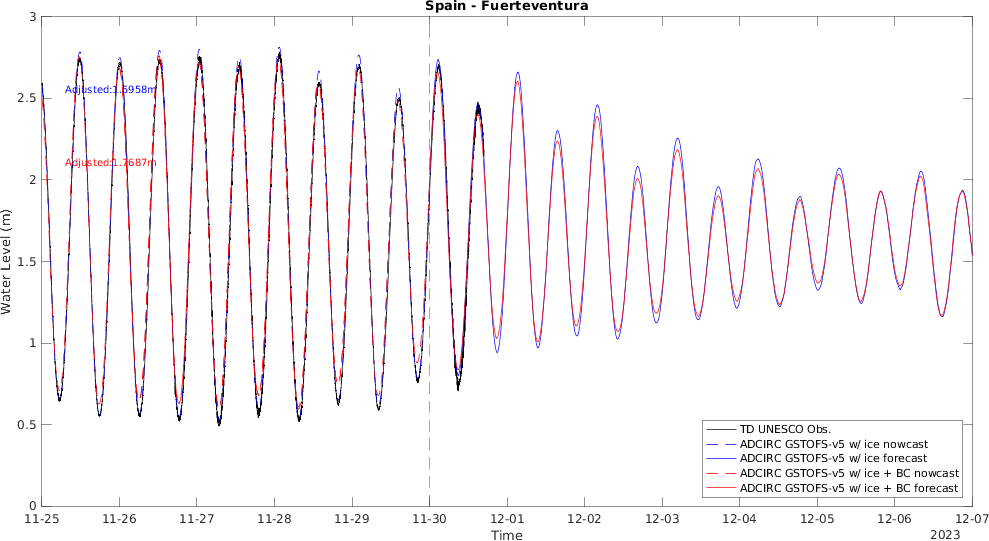 Spain - Fuerteventura
3
2.5
2
1.5
1
0.5
0
Water Level (m)
Adjusted:1.6958m
Adjusted:1.7687m
TD UNESCO Obs.
ADCIRC GSTOFS-v5 w/ ice nowcast
ADCIRC GSTOFS-v5 w/ ice forecast
ADCIRC GSTOFS-v5 w/ ice + BC nowcast
ADCIRC GSTOFS-v5 w/ ice + BC forecast
11-25 11-26 11-27 11-28 11-29 11-30 12-01 12-02 12-03 12-04 12-05 12-06 12-07
Time
2023